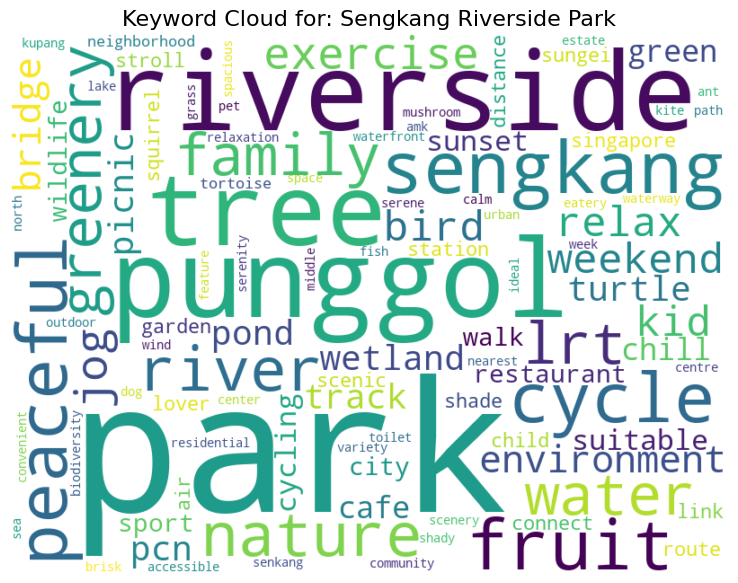 Keyword Cloud for: Sengkang Riverside Park
kupang neighborhood riverside exercise distance estate green
stroll spacious sungei
bridge greenery lake grass pet mushroom kite ant path
wildlife picnic squirrel family relaxation amk waterfront sunset singapore
sengkang
tree tortoise space serene calm eatery waterway
north bird urban relax
peaceful punggol station week weekend
feature serenity middle fish ideal turtle
outdoor jog garden pond walk lrt kid
wind river wetland nearest chill
scenic restaurant centre
dog lover center track shade cycle
convenient biodiversity park cycling residential variety toilet child suitable
city environment
air cafe water link
sea sport nature scenery connect
pcn shady fruit route
brisk accessible senkang community